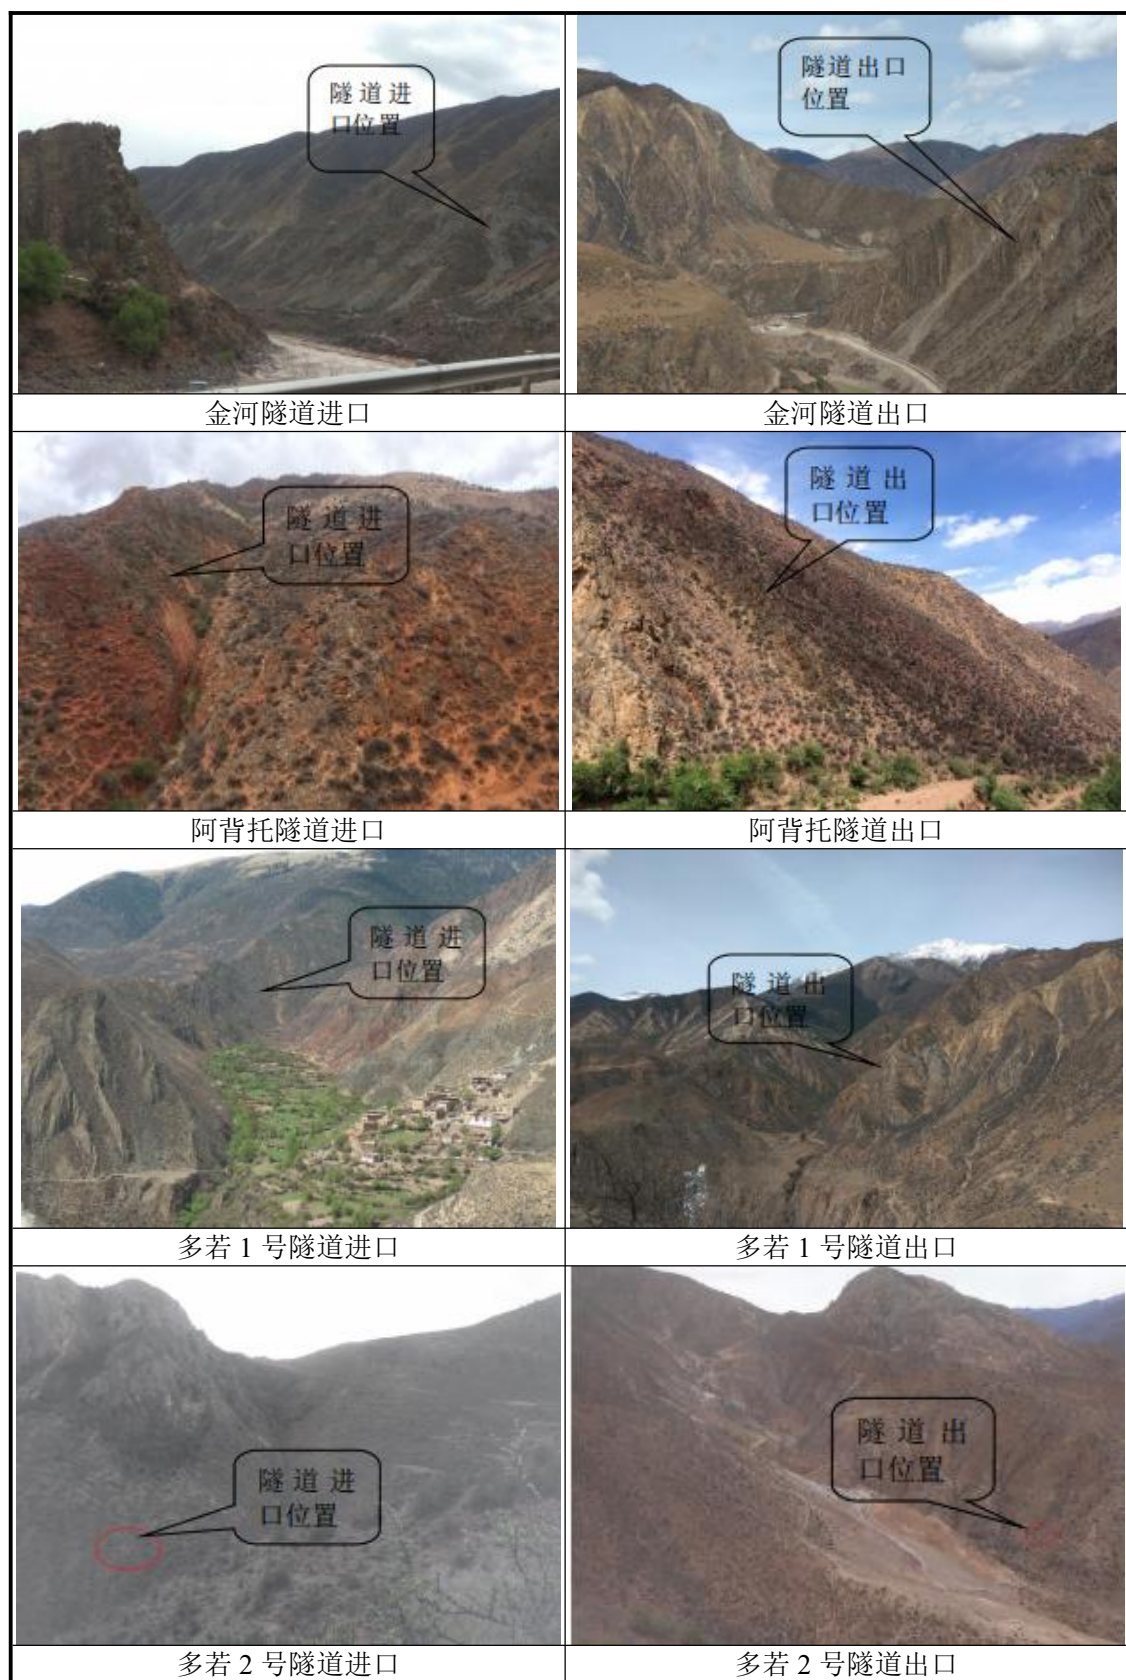 隧道进
口位置
隧道出口
位置
金河隧道进口
金河隧道出口
隧道进
口位置
隧道出
口位置
阿背托隧道进口
阿背托隧道出口
隧道进
口位置
隧道出
口位置
多若 1 号隧道进口
多若 1 号隧道出口
隧道进
口位置
隧道出
口位置
多若 2 号隧道进口
多若 2 号隧道出口